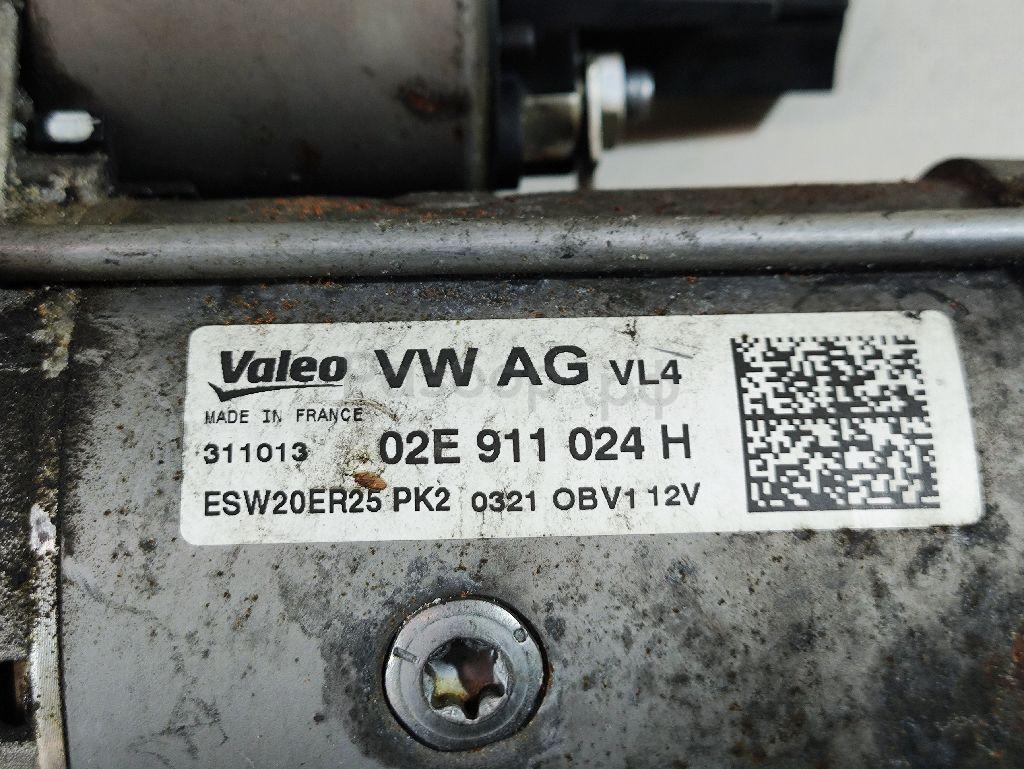 Valeo VW AG VL4
MADE IN FRANCE
311013 02E 911 024 H
ESW20ER25 PK2 0321 OBV1 12V